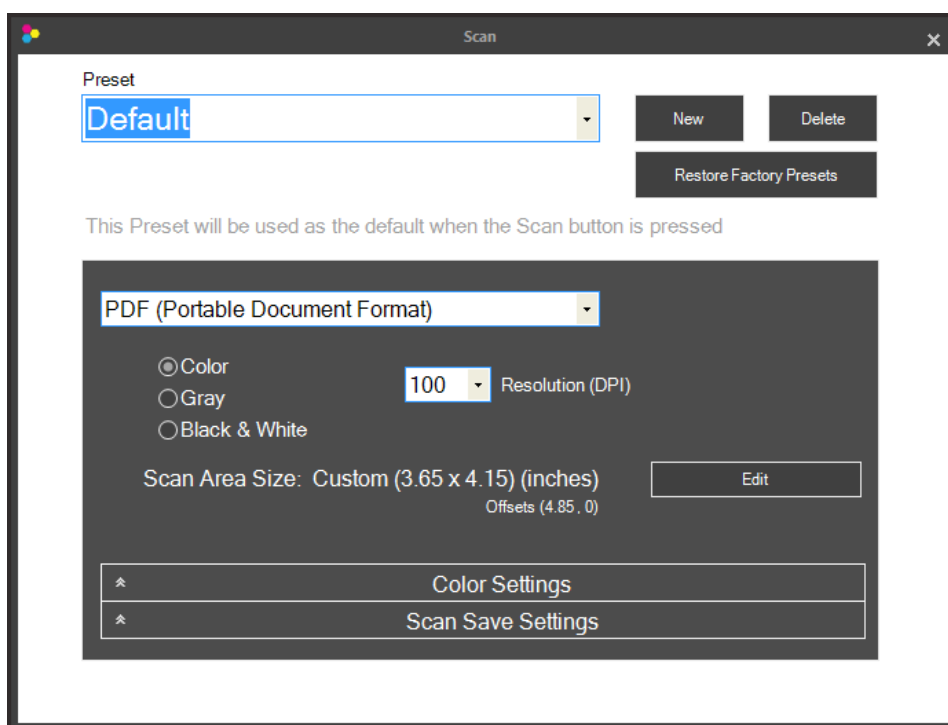 Scan
Preset
Default
New
Delete
Restore Factory Presets
This Preset will be used as the default when the Scan button is pressed
PDF (Portable Document Format)
Color
Gray
Black & White
100 Resolution (DPI)
Scan Area Size: Custom (3.65 x 4.15) (inches)
Offsets (4.85, 0)
Edit
Color Settings
Scan Save Settings